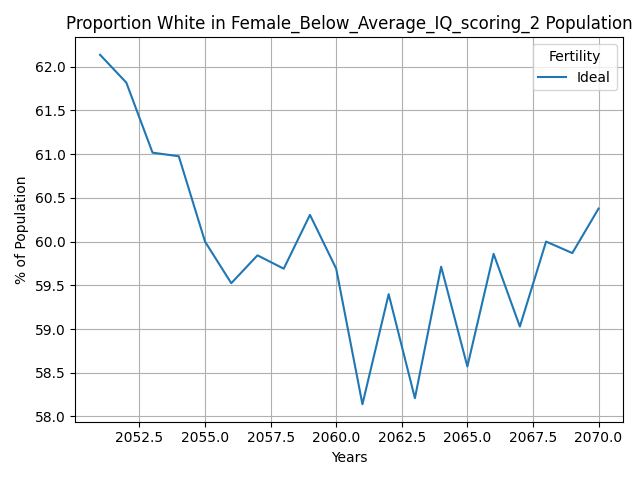 Proportion White in Female_Below_Average_IQ_scoring_2 Population
Fertility
Ideal
62.0
61.5
61.0
60.5
60.0
59.5
59.0
58.5
58.0
% of Population
2052.5 2055.0 2057.5 2060.0 2062.5 2065.0 2067.5 2070.0
Years